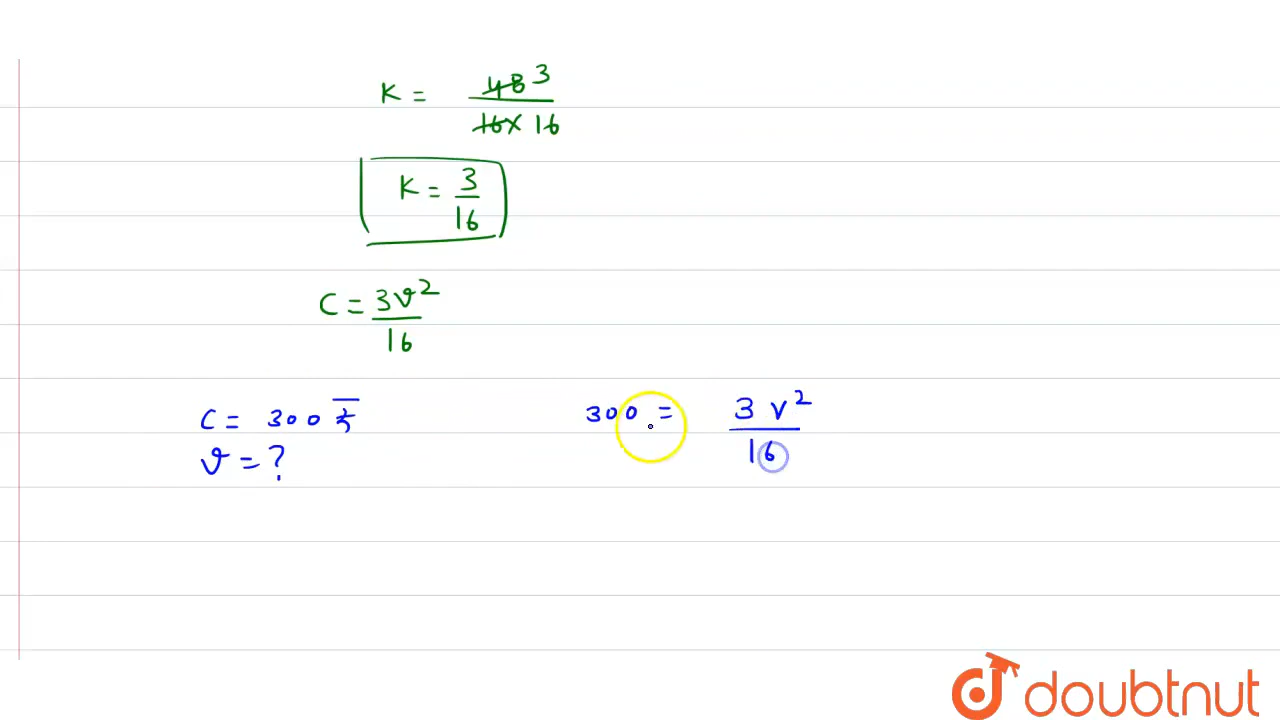 K = 48 3
16 × 16
K = 3/16
C = 3v²/16
C = 300
v = ?
300 = 3v²/16
doubtnut